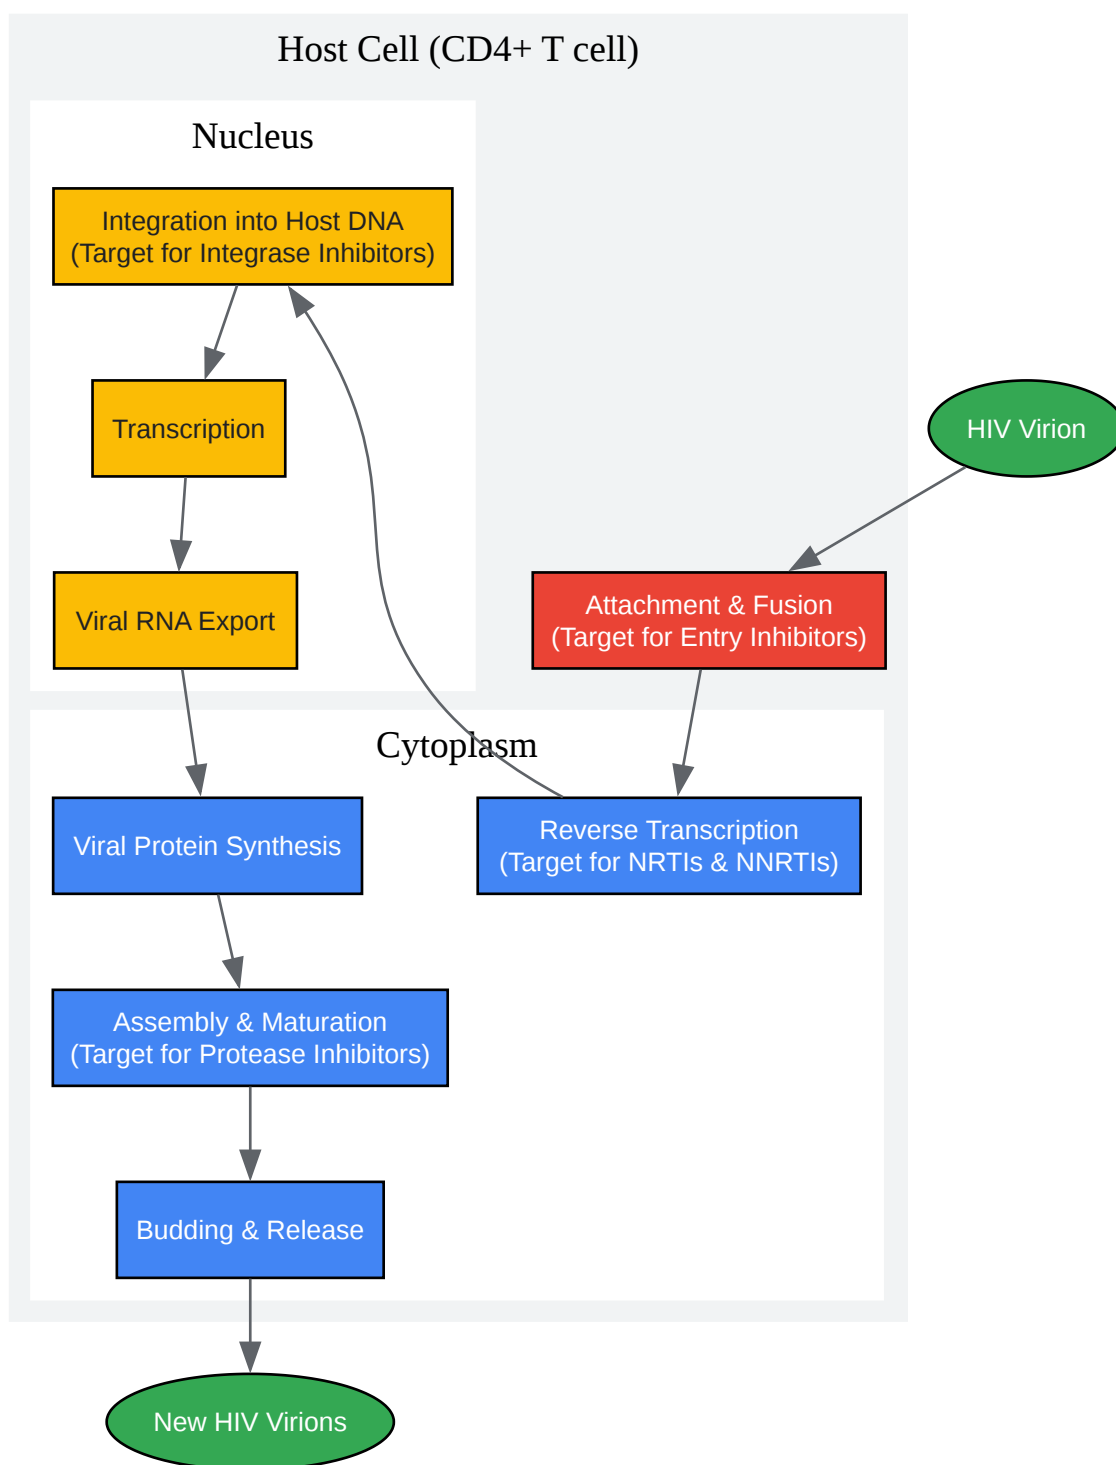 Host Cell (CD4+ T cell)
Nucleus
Integration into Host DNA
(Target for Integrase Inhibitors)
Transcription
HIV Virion
Viral RNA Export
Attachment & Fusion
(Target for Entry Inhibitors)
Cytoplasm
Viral Protein Synthesis
Reverse Transcription
(Target for NRTIs & NNRTIs)
Assembly & Maturation
(Target for Protease Inhibitors)
Budding & Release
New HIV Virions